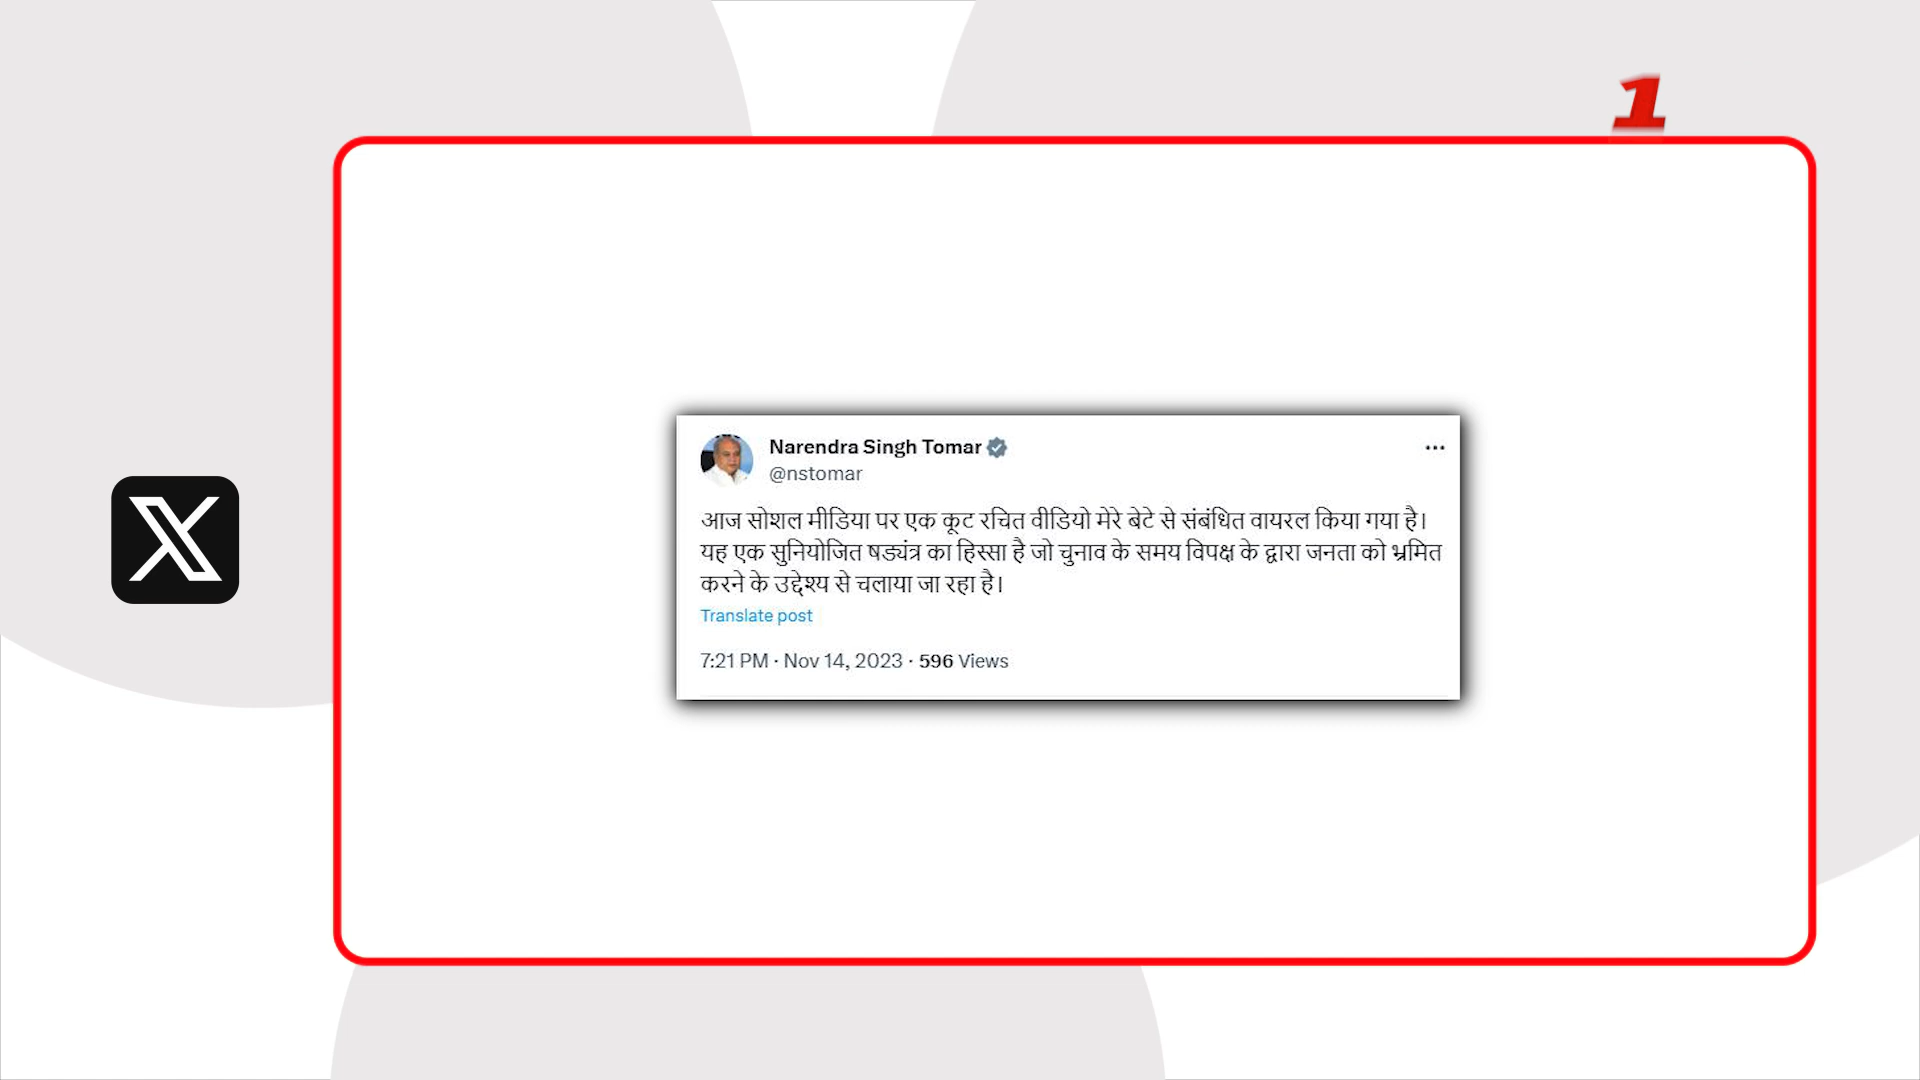 1
Narendra Singh Tomar
@nstomar
आज सोशल मीडिया पर एक कूट रचित वीडियो मेरे बेटे से संबंधित वायरल किया गया है।
यह एक सुनियोजित षड्यंत्र का हिस्सा है जो चुनाव के समय विपक्ष के द्वारा जनता को भ्रमित
करने के उद्देश्य से चलाया जा रहा है।
Translate post
7:21 PM · Nov 14, 2023 · 596 Views